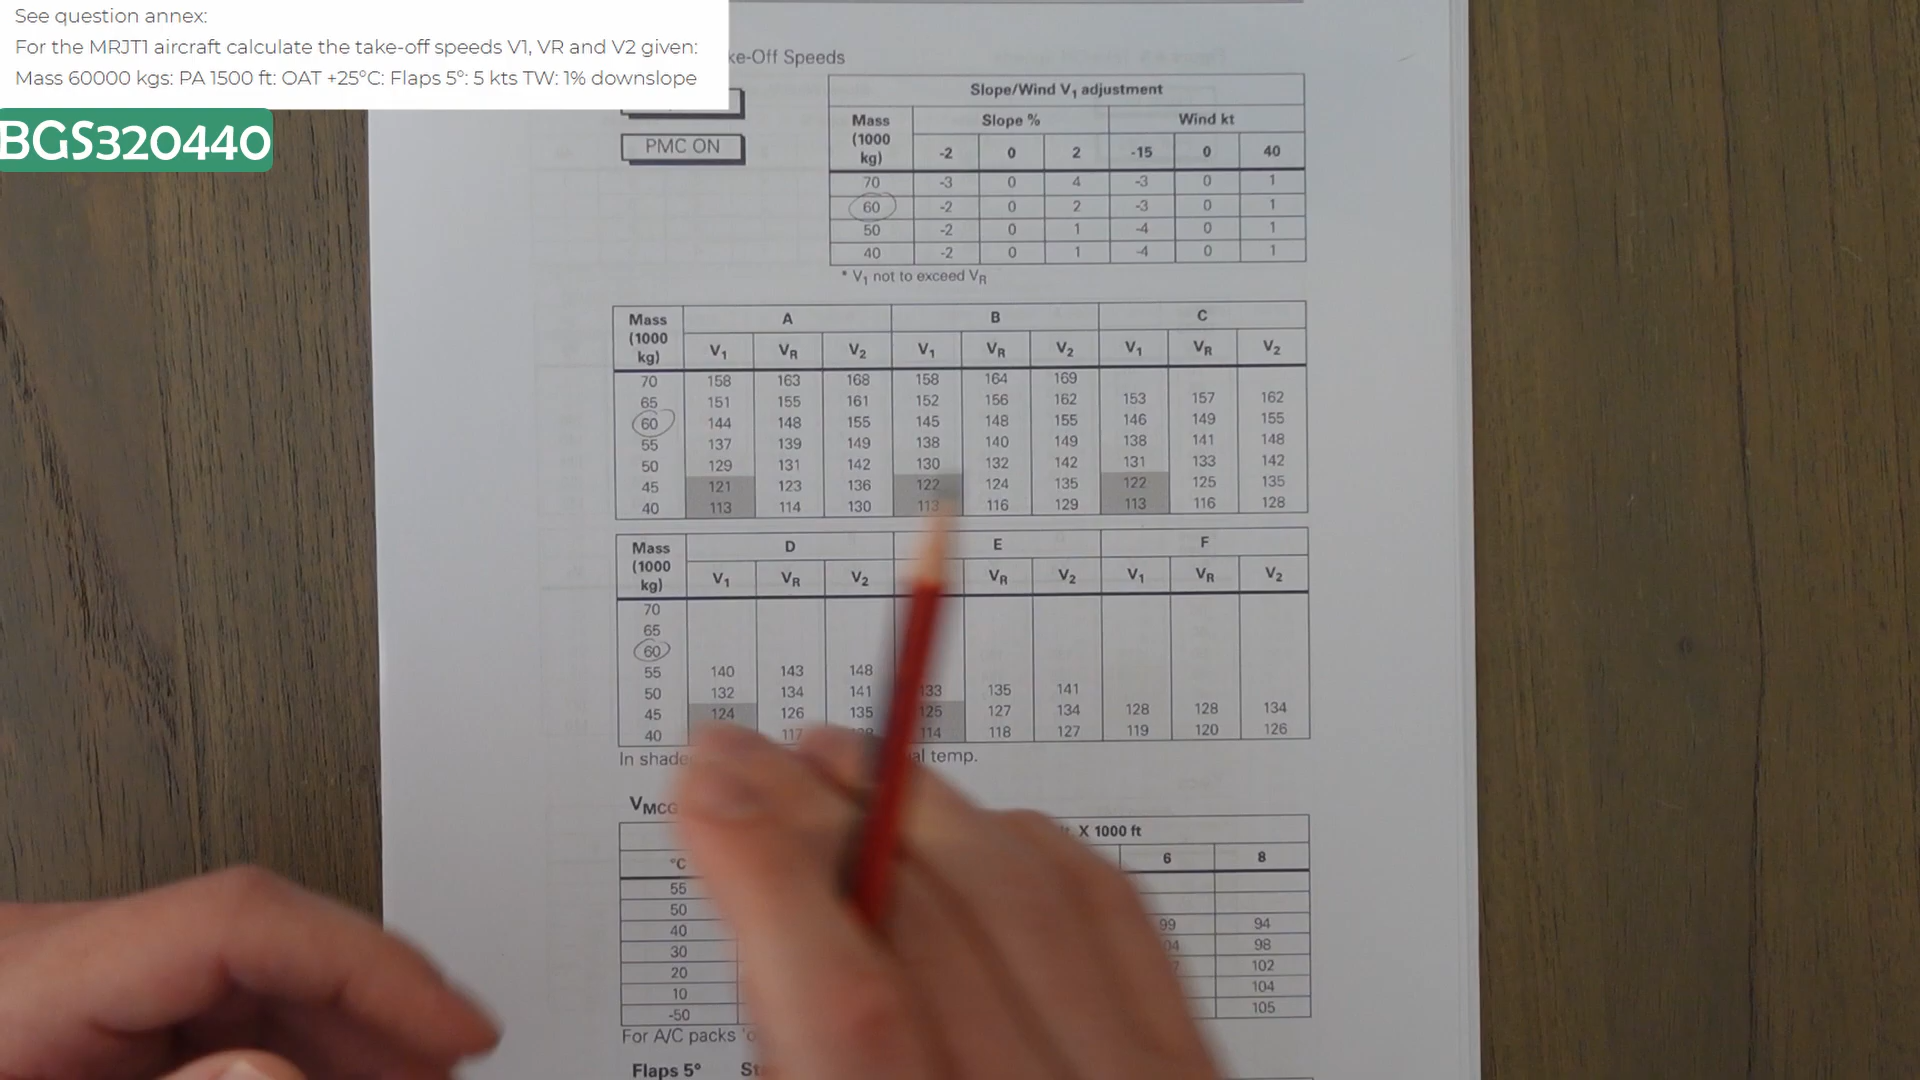 See question annex:
For the MRJT1 aircraft calculate the take-off speeds V1, VR and V2 given:
Mass 60000 kgs: PA 1500 ft: OAT +25°C: Flaps 5°: 5 kts TW: 1% downslope
BGS320440
ke-Off Speeds
PMC ON
Slope/Wind V1 adjustment
Mass (1000 kg) Slope % Wind kt
-2 0 2 -15 0 40
70 -3 0 4 -3 0 1
60 -2 0 2 -3 0 1
50 -2 0 1 -4 0 1
40 -2 0 1 -4 0 1
* V1 not to exceed VR
Mass (1000 kg) A B C
V1 VR V2 V1 VR V2 V1 VR V2
70 158 163 168 158 164 169
65 151 155 161 152 156 162 153 157 162
60 144 148 155 145 148 155 146 149 155
55 137 139 149 138 140 149 138 141 148
50 129 131 142 130 132 142 131 133 142
45 121 123 136 122 124 135 122 125 135
40 113 114 130 113 116 129 113 116 128
Mass (1000 kg) D E F
V1 VR V2 VR V2 V1 VR V2
70
65
60
55 140 143 148
50 132 134 141 133 135 141
45 124 126 135 125 127 134 128 128 134
40 117 114 118 127 119 120 126
In shade al temp.
VMCG
X 1000 ft
°C 6 8
55
50
40 99 94
30 04 98
20 102
10 104
-50 105
For A/C packs 'o
Flaps 5° St